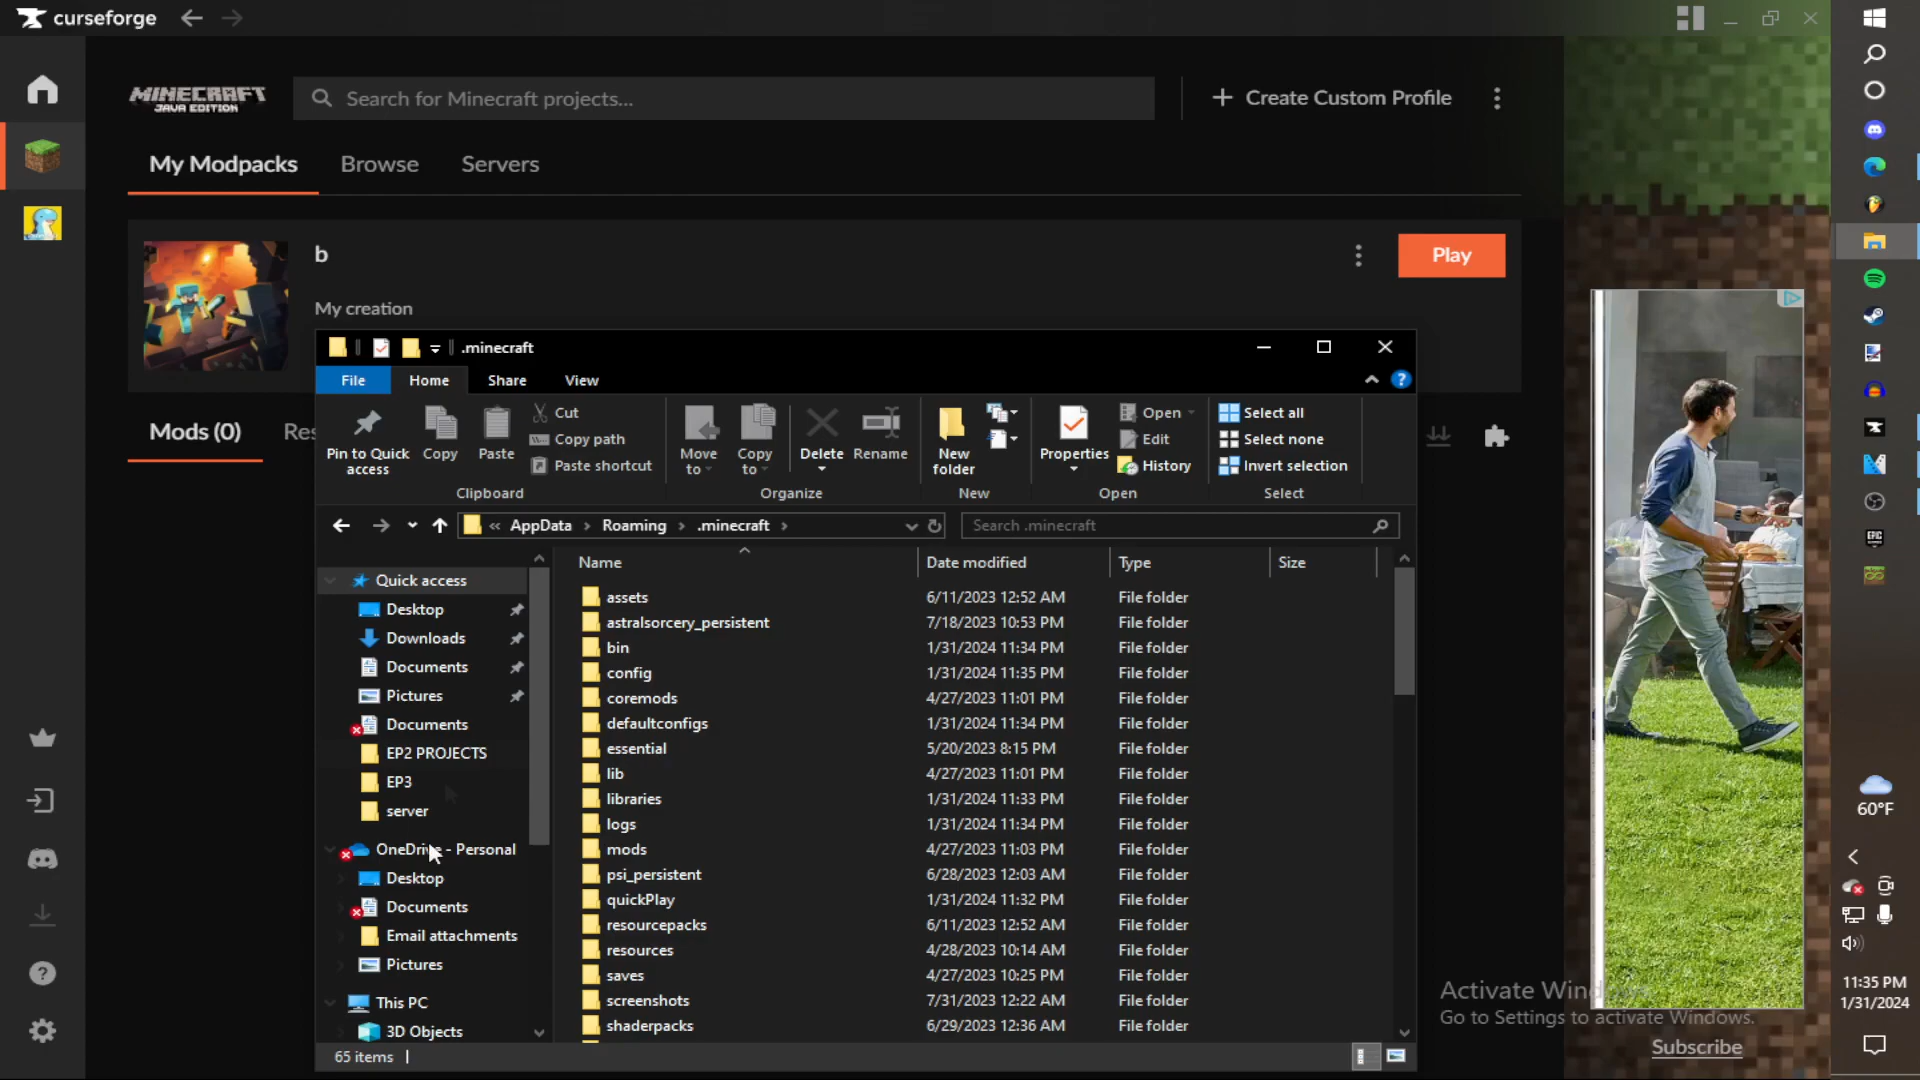 curseforge
MINECRAFT
JAVA EDITION
Search for Minecraft projects...
Create Custom Profile
My Modpacks
Browse
Servers
b
Play
My creation
Mods (0)
Res
.minecraft
File
Home
Share
View
Pin to Quick access
Copy
Paste
Cut
Copy path
Paste shortcut
Clipboard
Move to
Copy to
Delete
Rename
Organize
New folder
New
Properties
Open
Edit
History
Open
Select all
Select none
Invert selection
Select
« AppData › Roaming › .minecraft ›
Search .minecraft
Quick access
Desktop
Downloads
Documents
Pictures
Documents
EP2 PROJECTS
EP3
server
OneDrive - Personal
Desktop
Documents
Email attachments
Pictures
This PC
3D Objects
Name Date modified Type Size
assets 6/11/2023 12:52 AM File folder
astralsorcery_persistent 7/18/2023 10:53 PM File folder
bin 1/31/2024 11:34 PM File folder
config 1/31/2024 11:35 PM File folder
coremods 4/27/2023 11:01 PM File folder
defaultconfigs 1/31/2024 11:34 PM File folder
essential 5/20/2023 8:15 PM File folder
lib 4/27/2023 11:01 PM File folder
libraries 1/31/2024 11:33 PM File folder
logs 1/31/2024 11:34 PM File folder
mods 4/27/2023 11:03 PM File folder
psi_persistent 6/28/2023 12:03 AM File folder
quickPlay 1/31/2024 11:32 PM File folder
resourcepacks 6/11/2023 12:52 AM File folder
resources 4/28/2023 10:14 AM File folder
saves 4/27/2023 10:25 PM File folder
screenshots 7/31/2023 12:22 AM File folder
shaderpacks 6/29/2023 12:36 AM File folder
65 items
Activate Wind
Go to Settings to activate Windows.
Subscribe
EPIC
60°F
11:35 PM
1/31/2024